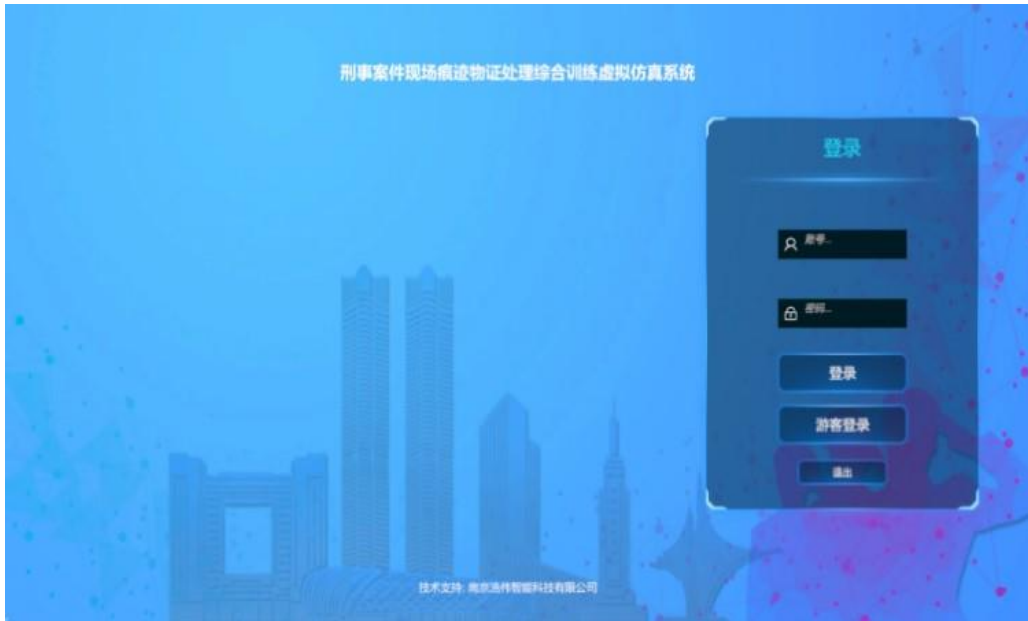 刑事案件现场痕迹物证处理综合训练虚拟仿真系统
登录
账号...
密码...
登录
游客登录
退出
技术支持: 南京浩伟智能科技有限公司